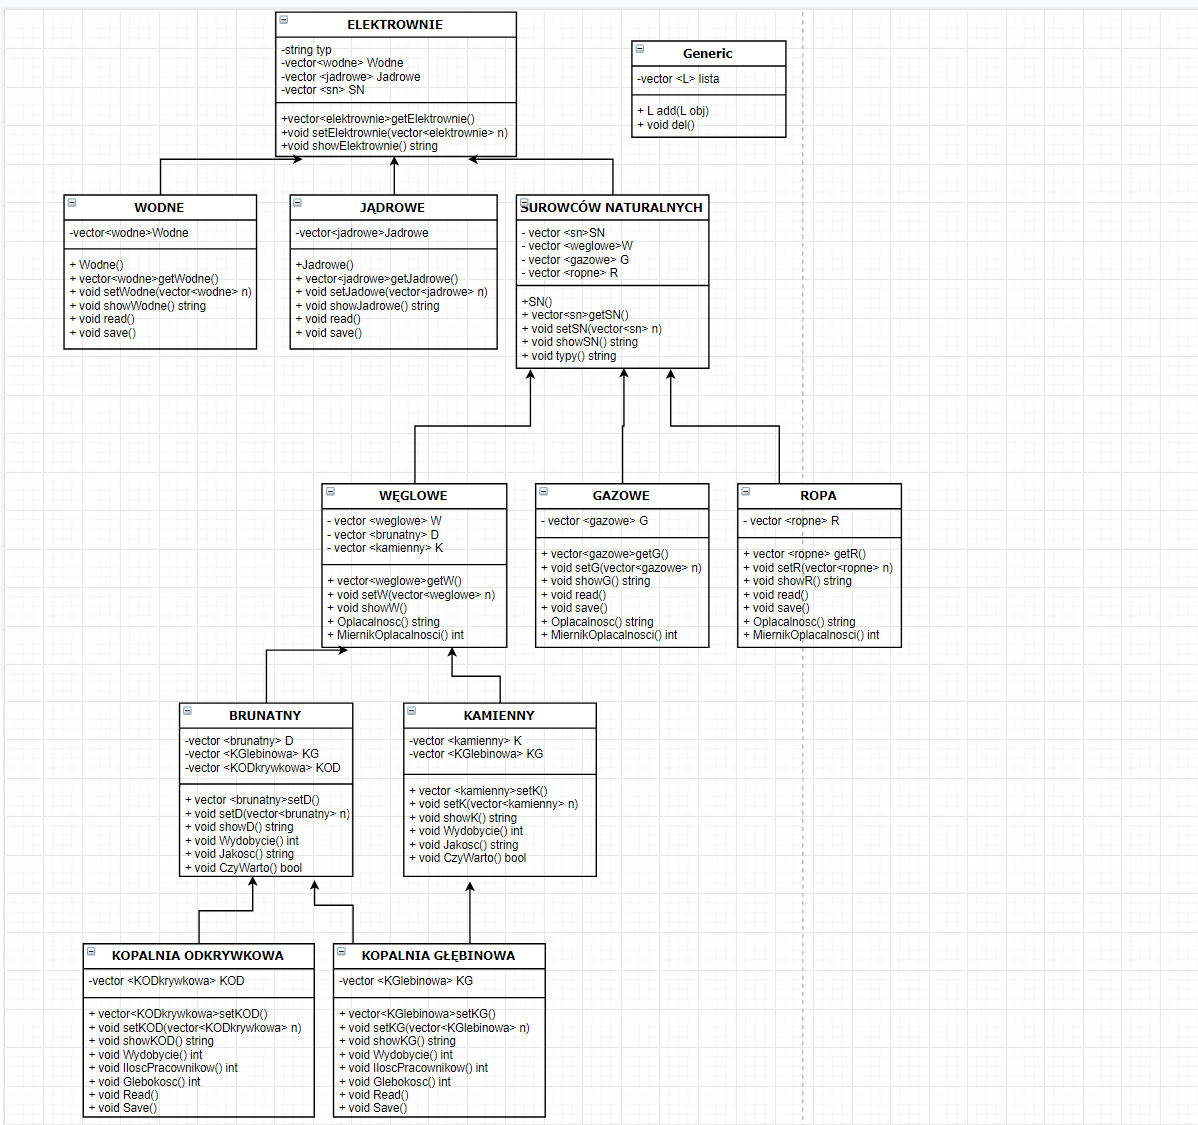 ELEKTROWNIE
-string typ
-vector<wodne> Wodne
-vector <jadrowe> Jadrowe
-vector <sn> SN
+vector<elektrownie>getElektrownie()
+void setElektrownie(vector<elektrownie> n)
+void showElektrownie() string
Generic
-vector <L> lista
+ L add(L obj)
+ void del()
WODNE
-vector<wodne>Wodne
+ Wodne()
+ vector<wodne>getWodne()
+ void setWodne(vector<wodne> n)
+ void showWodne() string
+ void read()
+ void save()
JĄDROWE
-vector<jadrowe>Jadrowe
+Jadrowe()
+ vector<jadrowe>getJadrowe()
+ void setJadowe(vector<jadrowe> n)
+ void showJadrowe() string
+ void read()
+ void save()
SUROWCÓW NATURALNYCH
- vector <sn>SN
- vector <weglowe>W
- vector <gazowe> G
- vector <ropne> R
+SN()
+ vector<sn>getSN()
+ void setSN(vector<sn> n)
+ void showSN() string
+ void typy() string
WĘGLOWE
- vector <weglowe> W
- vector <brunatny> D
- vector <kamienny> K
+ vector<weglowe>getW()
+ void setW(vector<weglowe> n)
+ void showW()
+ Oplacalnosc() string
+ MiernikOplacalnosci() int
GAZOWE
- vector <gazowe> G
+ vector<gazowe>getG()
+ void setG(vector<gazowe> n)
+ void showG() string
+ void read()
+ void save()
+ Oplacalnosc() string
+ MiernikOplacalnosci() int
ROPA
- vector <ropne> R
+ vector <ropne> getR()
+ void setR(vector<ropne> n)
+ void showR() string
+ void read()
+ void save()
+ Oplacalnosc() string
+ MiernikOplacalnosci() int
BRUNATNY
-vector <brunatny> D
-vector <KGlebinowa> KG
-vector <KODkrywkowa> KOD
+ vector <brunatny>setD()
+ void setD(vector<brunatny> n)
+ void showD() string
+ void Wydobycie() int
+ void Jakosc() string
+ void CzyWarto() bool
KAMIENNY
-vector <kamienny> K
-vector <KGlebinowa> KG
+ vector <kamienny>setK()
+ void setK(vector<kamienny> n)
+ void showK() string
+ void Wydobycie() int
+ void Jakosc() string
+ void CzyWarto() bool
KOPALNIA ODKRYWKOWA
-vector <KODkrywkowa> KOD
+ vector<KODkrywkowa>setKOD()
+ void setKOD(vector<KODkrywkowa> n)
+ void showKOD() string
+ void Wydobycie() int
+ void IloscPracownikow() int
+ void Glebokosc() int
+ void Read()
+ void Save()
KOPALNIA GŁĘBINOWA
-vector <KGlebinowa> KG
+ vector<KGlebinowa>setKG()
+ void setKG(vector<KGlebinowa> n)
+ void showKG() string
+ void Wydobycie() int
+ void IloscPracownikow() int
+ void Glebokosc() int
+ void Read()
+ void Save()